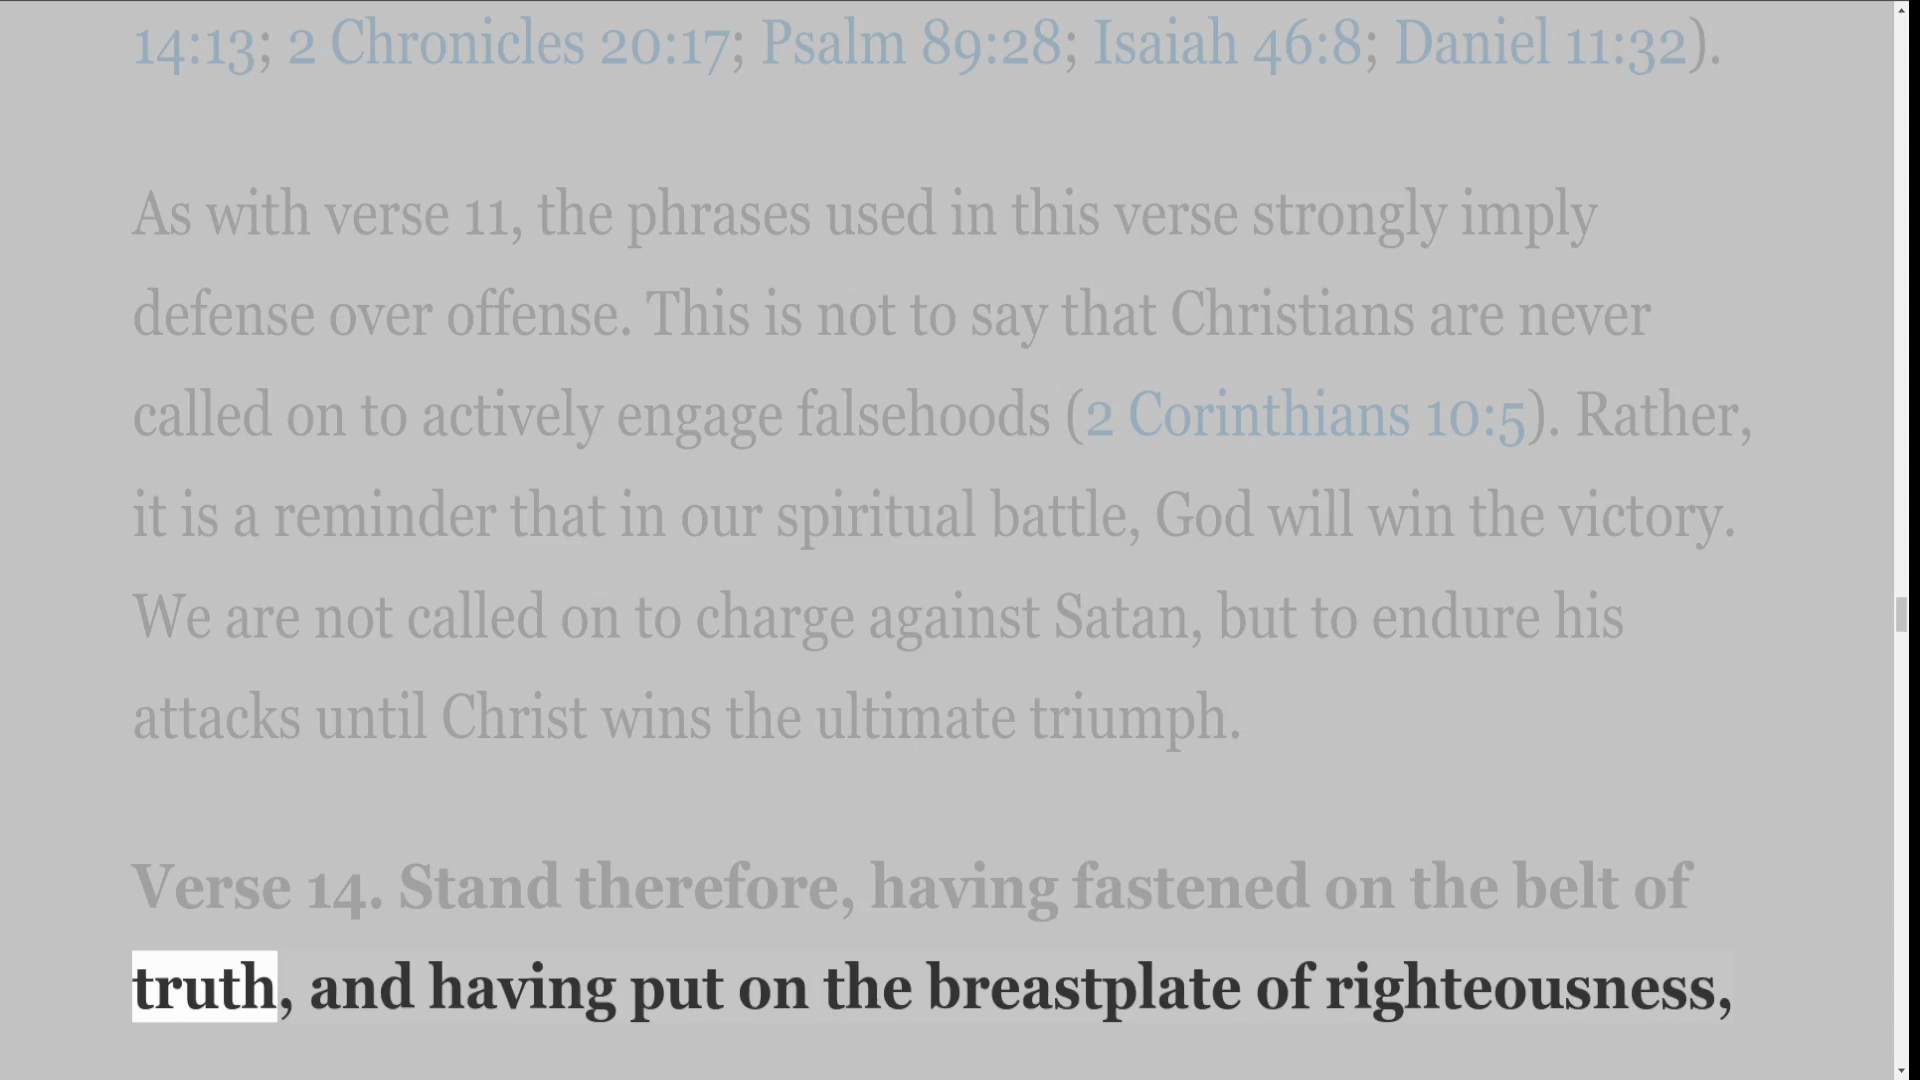 14:13; 2 Chronicles 20:17; Psalm 89:28; Isaiah 46:8; Daniel 11:32).
As with verse 11, the phrases used in this verse strongly imply
defense over offense. This is not to say that Christians are never
called on to actively engage falsehoods (2 Corinthians 10:5). Rather,
it is a reminder that in our spiritual battle, God will win the victory.
We are not called on to charge against Satan, but to endure his
attacks until Christ wins the ultimate triumph.
Verse 14. Stand therefore, having fastened on the belt of
truth, and having put on the breastplate of righteousness,